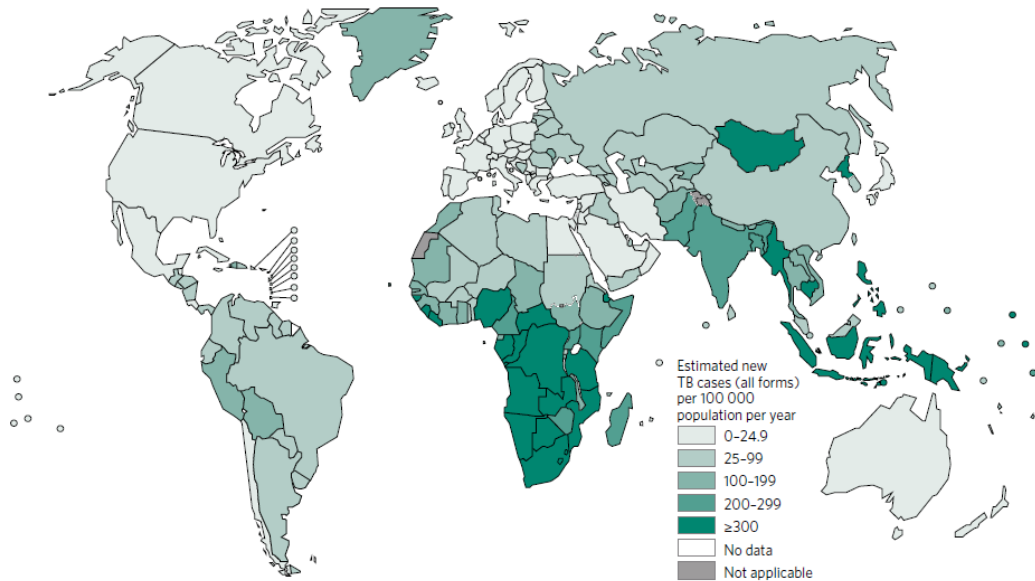 Estimated new
TB cases (all forms)
per 100 000
population per year
0–24.9
25–99
100–199
200–299
≥300
No data
Not applicable